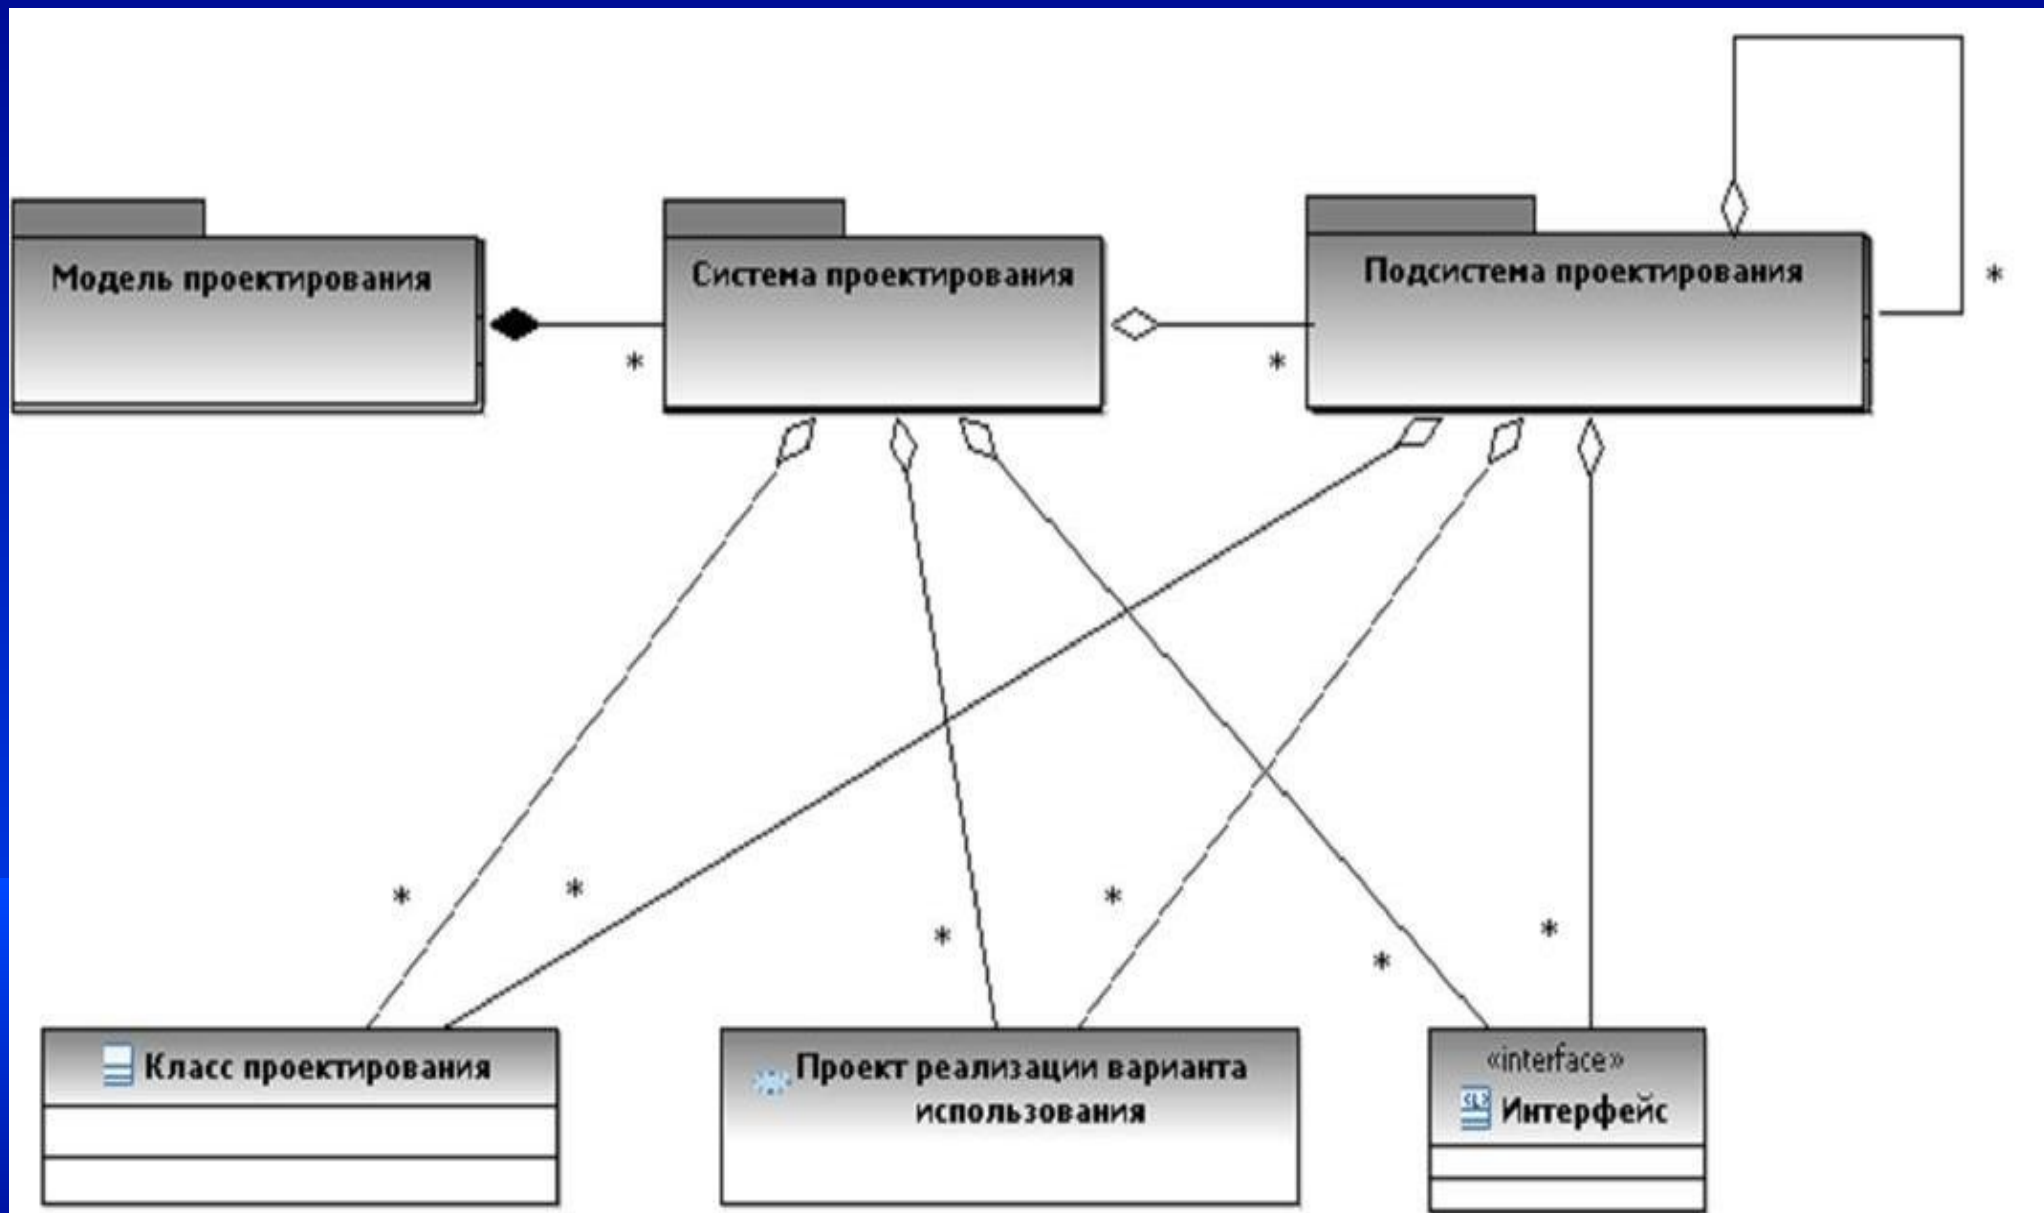 Модель проектирования
Система проектирования
Подсистема проектирования
*
*
*
*
*
*
*
*
*
Класс проектирования
Проект реализации варианта
использования
«interface»
Интерфейс